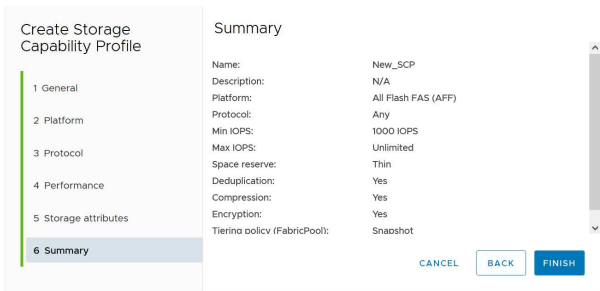 Create Storage
Capability Profile
1 General
2 Platform
3 Protocol
4 Performance
5 Storage attributes
6 Summary
Summary
Name: New_SCP
Description: N/A
Platform: All Flash FAS (AFF)
Protocol: Any
Min IOPS: 1000 IOPS
Max IOPS: Unlimited
Space reserve: Thin
Deduplication: Yes
Compression: Yes
Encryption: Yes
Tiering policy (FabricPool): Snapshot
CANCEL BACK FINISH